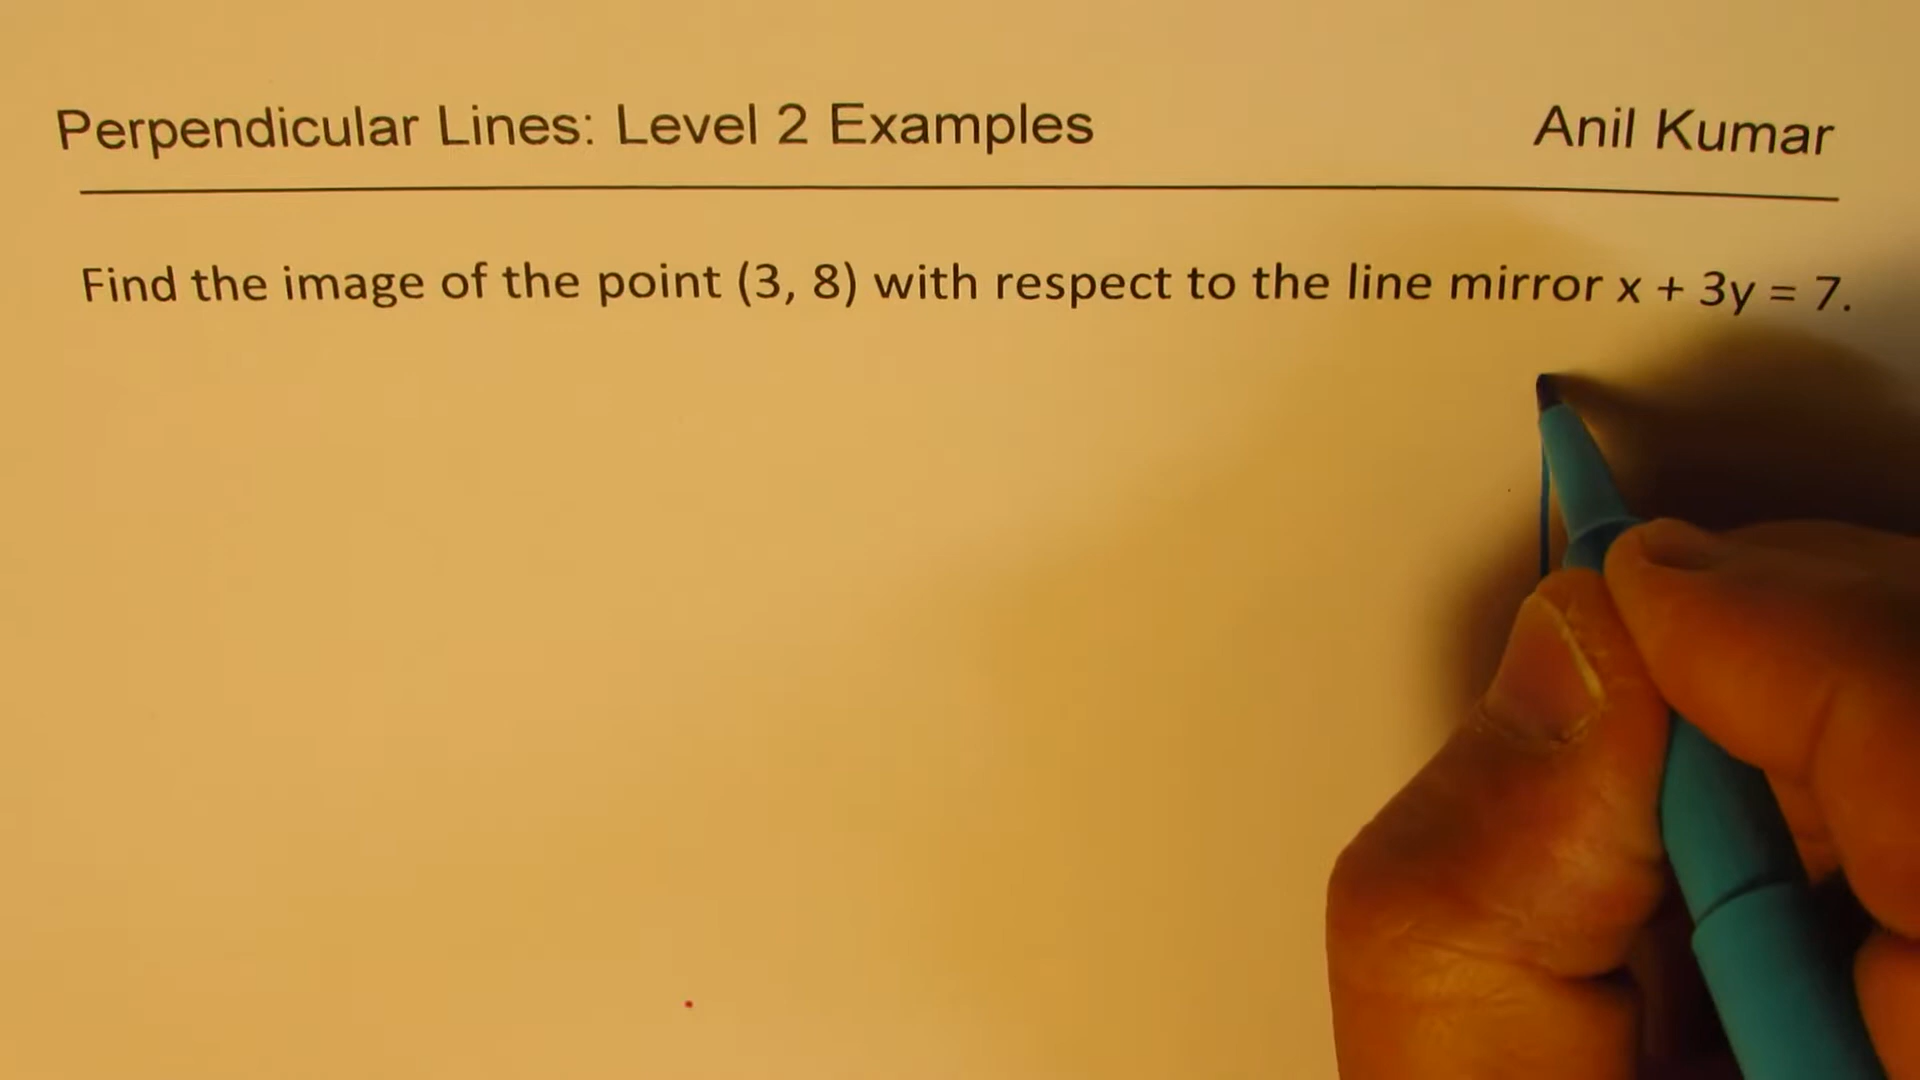 Perpendicular Lines: Level 2 Examples Anil Kumar
Find the image of the point (3, 8) with respect to the line mirror x + 3y = 7.